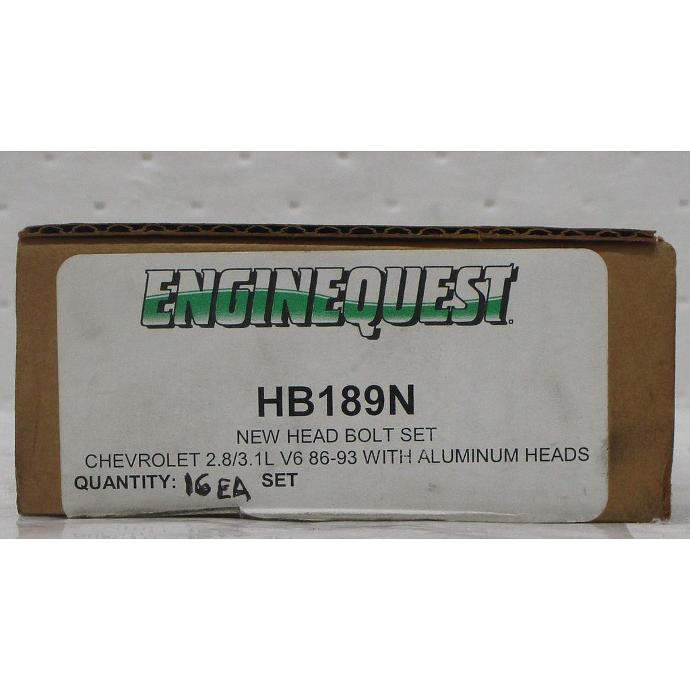 ENGINEQUEST
HB189N
NEW HEAD BOLT SET
CHEVROLET 2.8/3.1L V6 86-93 WITH ALUMINUM HEADS
QUANTITY: 16 EA SET